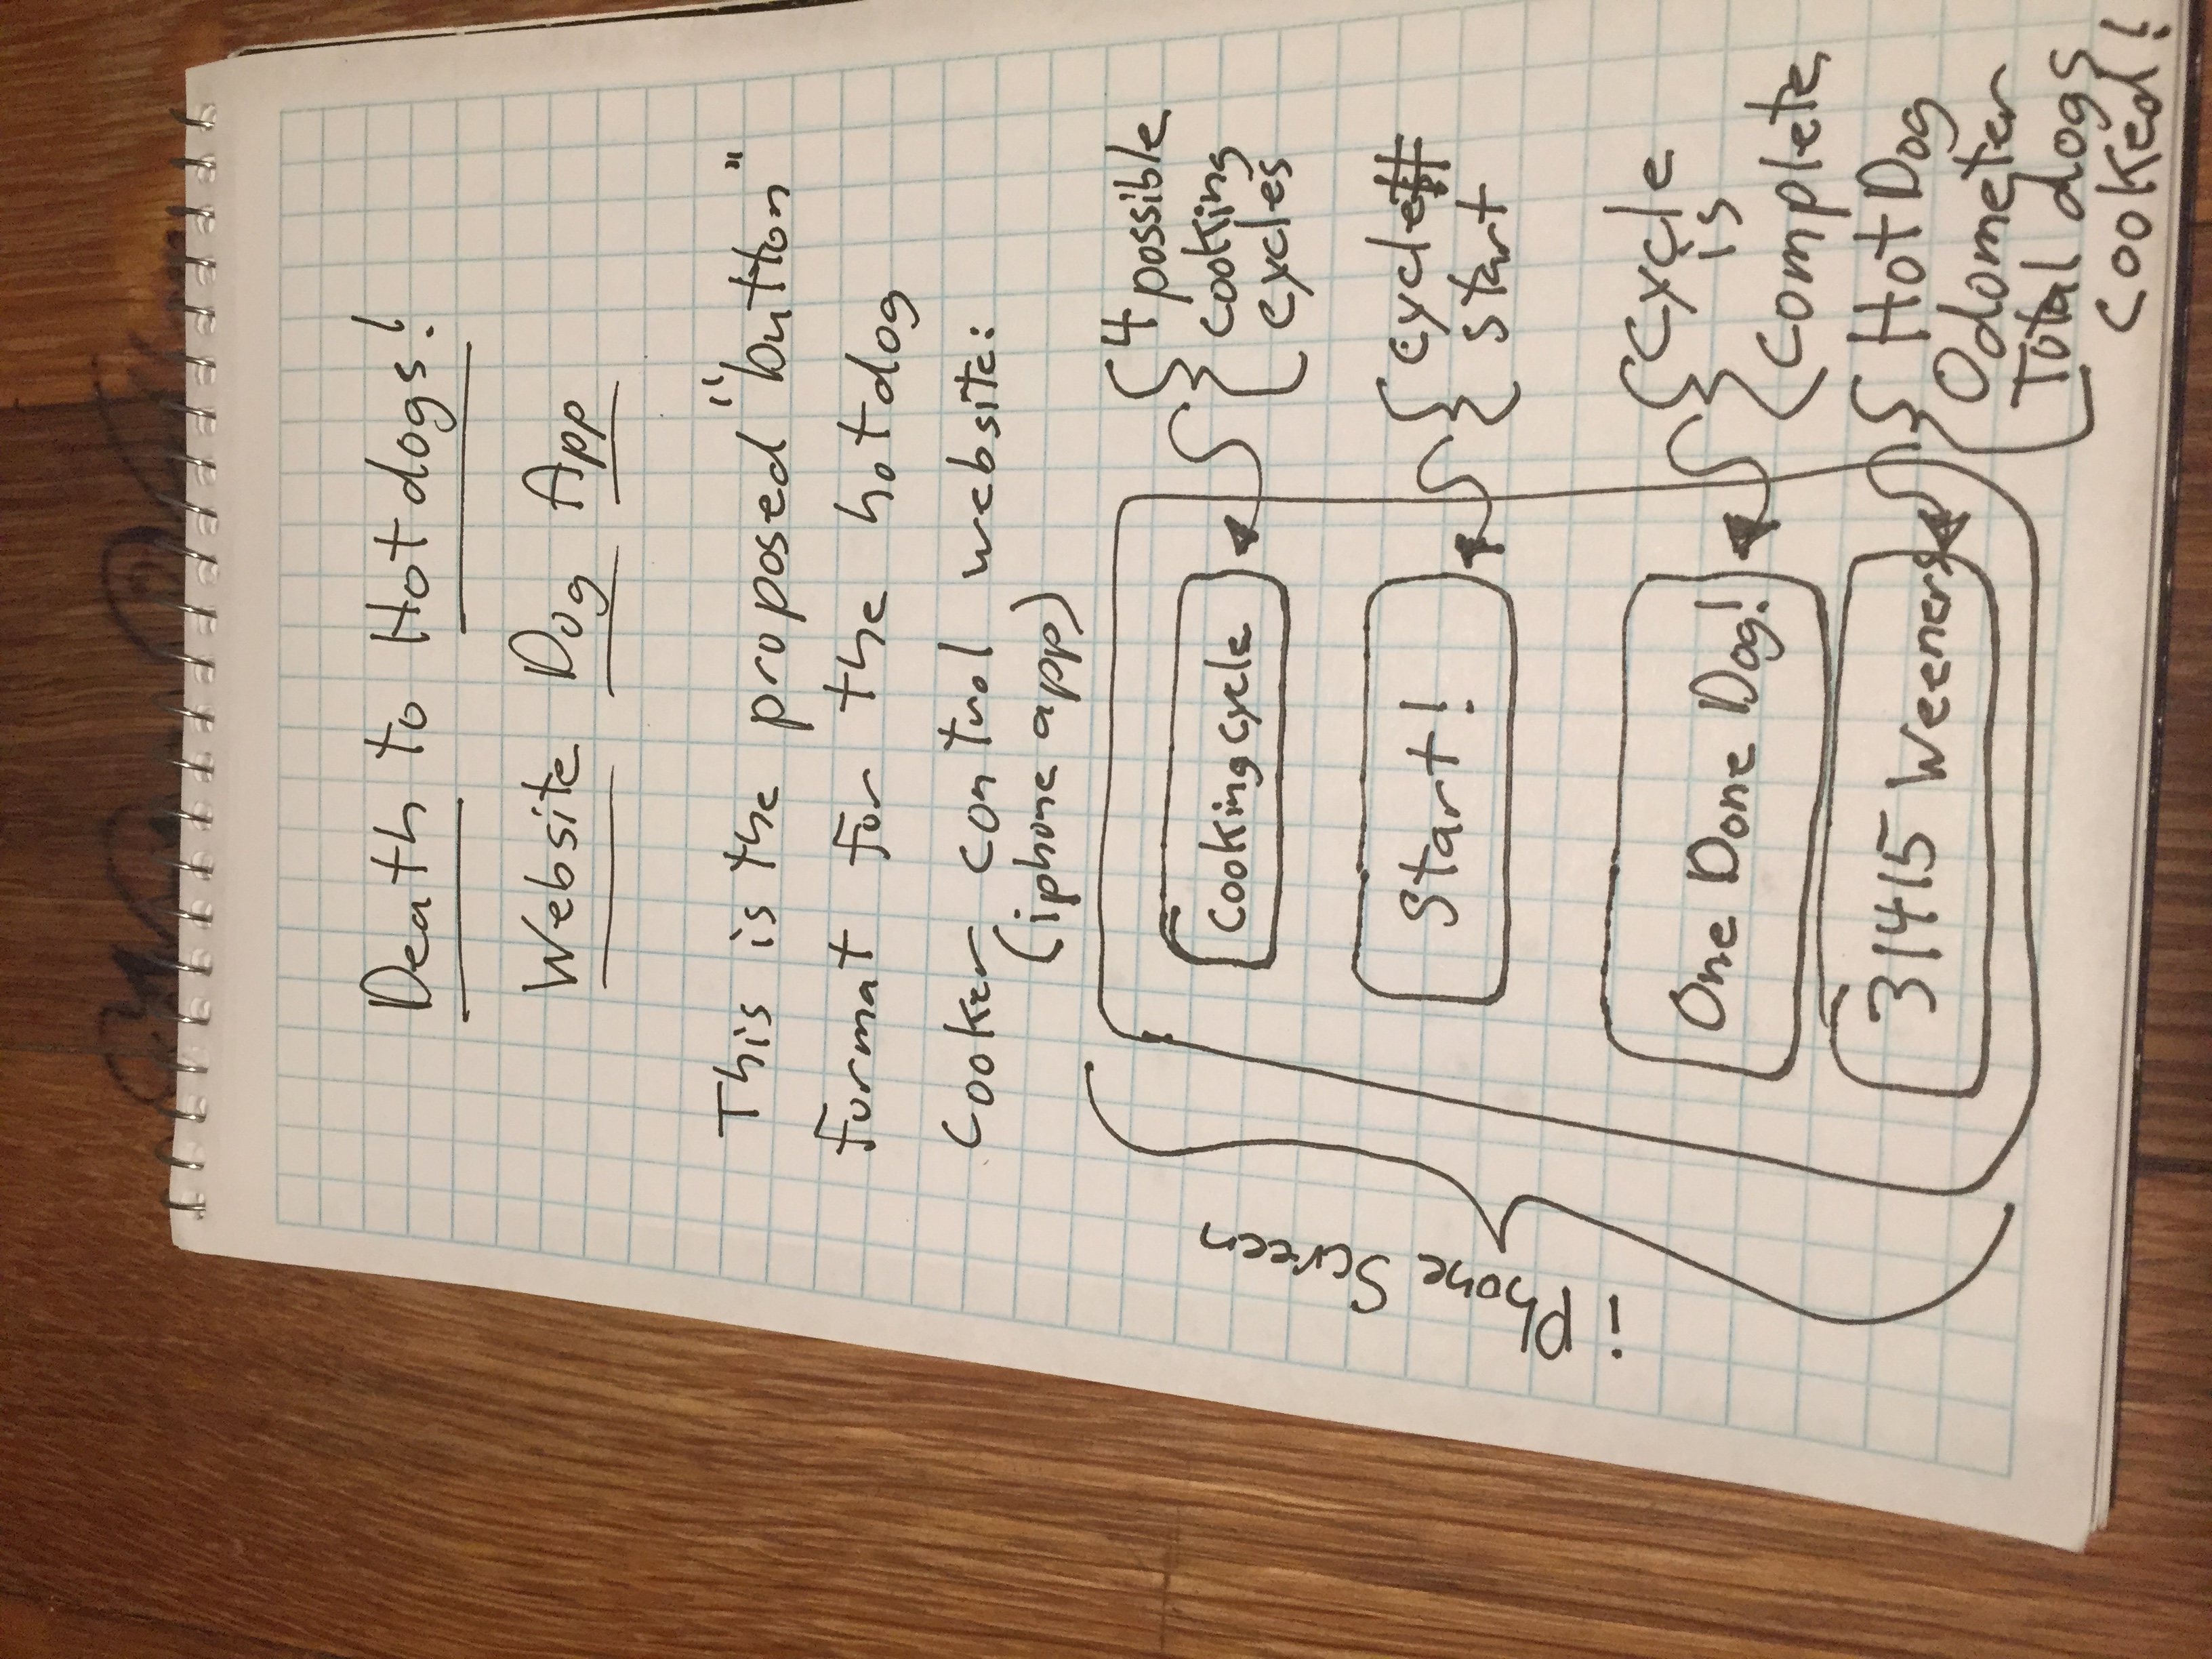 Death to Hotdogs!
Website Dog App
This is the proposed "button"
format for the hotdog
cooker control website:
(iphone app)
iPhone Screen
Cooking cycle
4 possible
cooking
cycles
Start!
cycle#
start
One Done Dog!
Cycle
is
Complete
31415 Weeners
Hot Dog
Odometer
Total dogs
cooked!